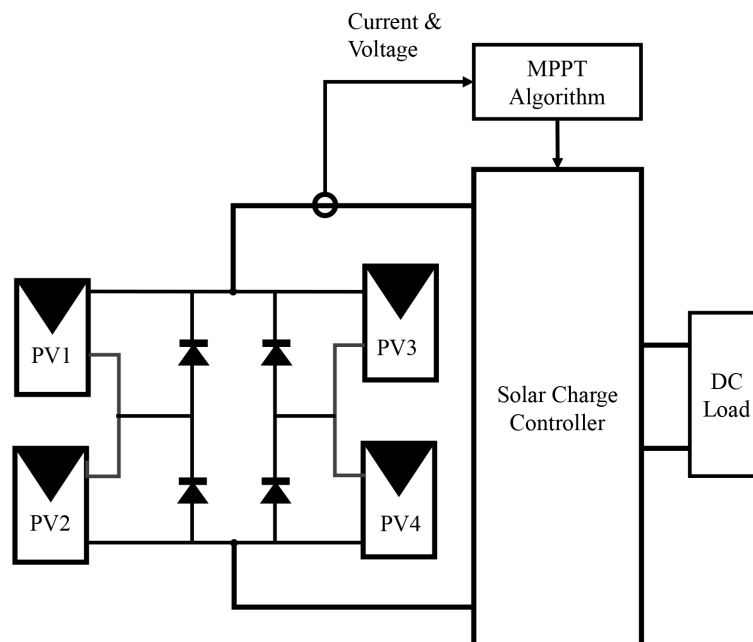 Current &
Voltage
MPPT
Algorithm
PV1
PV3
PV2
PV4
Solar Charge
Controller
DC
Load